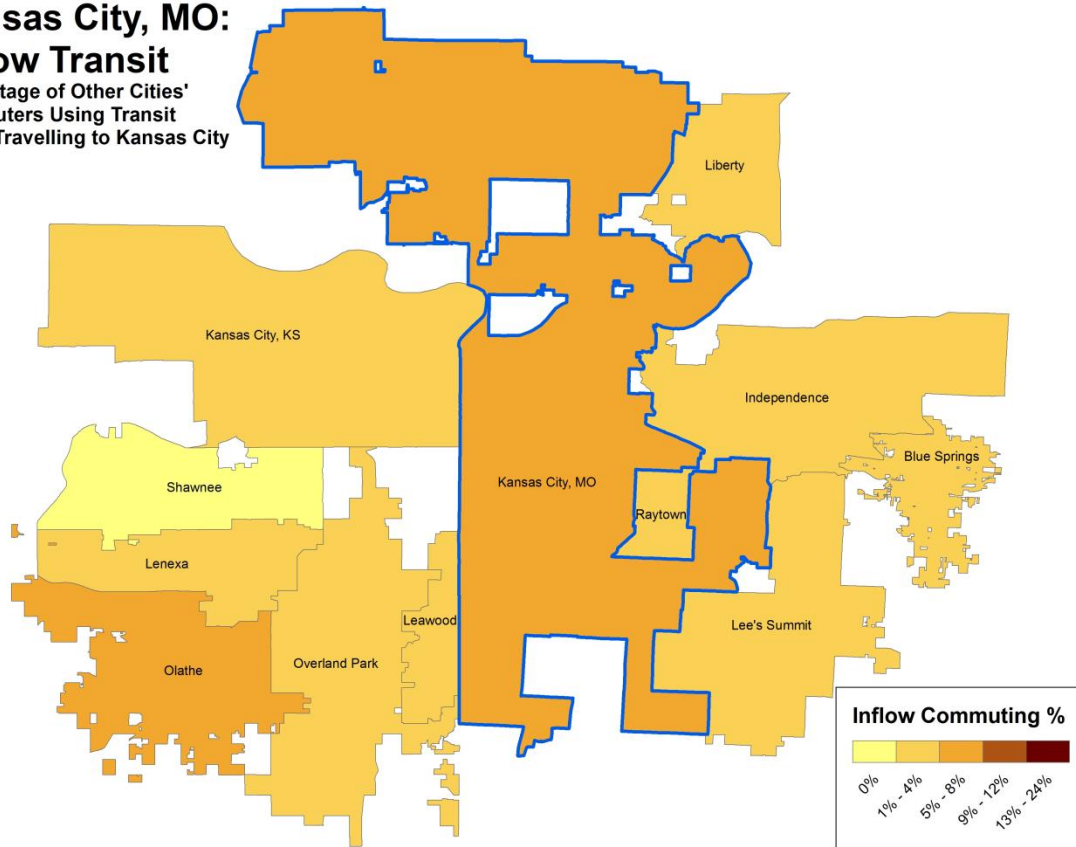 sas City, MO:
ow Transit
tage of Other Cities'
uters Using Transit
Travelling to Kansas City
Liberty
Kansas City, KS
Independence
Blue Springs
Kansas City, MO
Shawnee
Raytown
Lenexa
Leawood
Lee's Summit
Overland Park
Olathe
Inflow Commuting %
0%
1% - 4%
5% - 8%
9% - 12%
13% - 24%